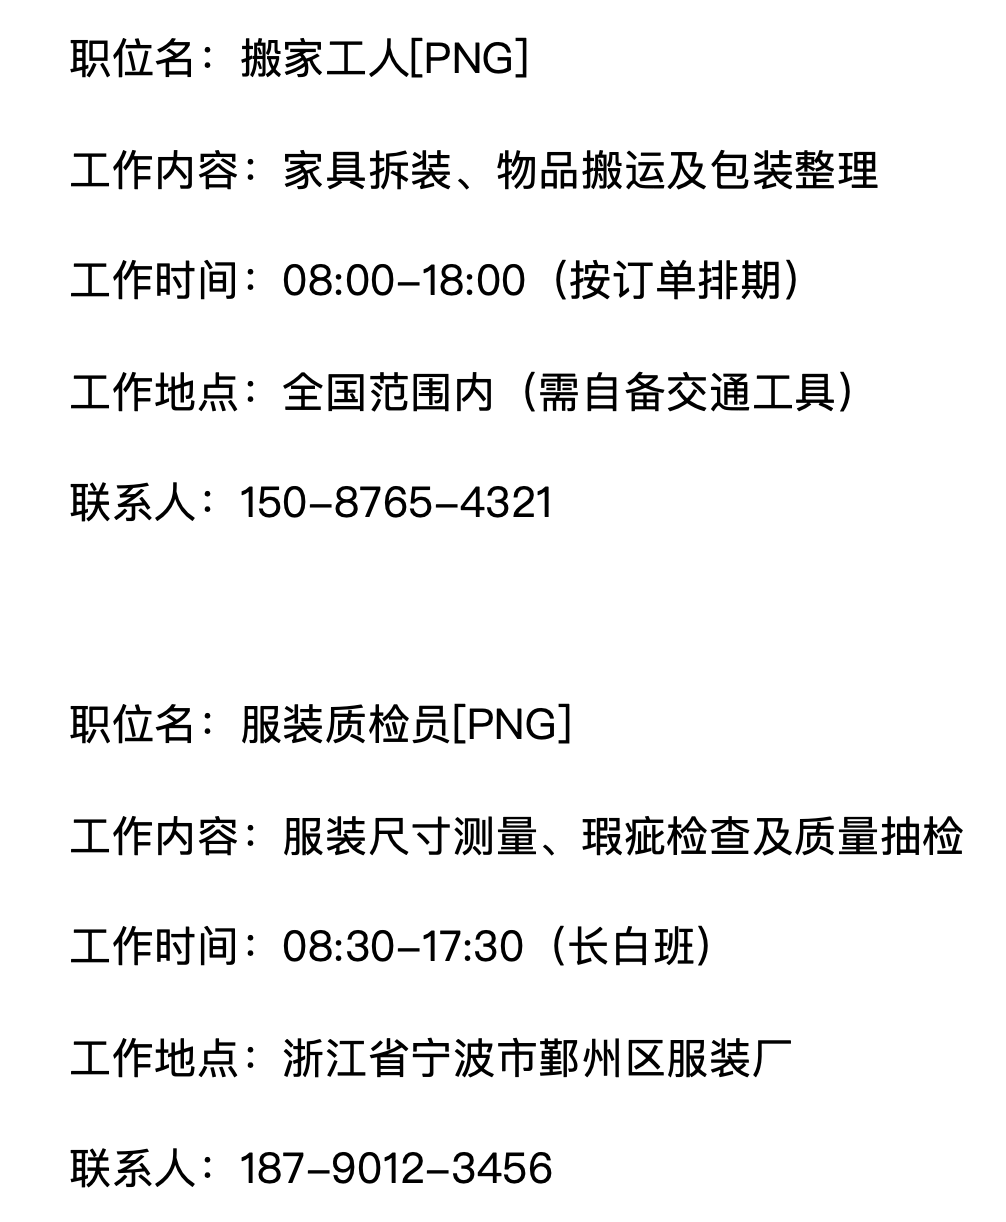 职位名：搬家工人[PNG]
工作内容：家具拆装、物品搬运及包装整理
工作时间：08:00–18:00（按订单排期）
工作地点：全国范围内（需自备交通工具）
联系人：150–8765–4321
职位名：服装质检员[PNG]
工作内容：服装尺寸测量、瑕疵检查及质量抽检
工作时间：08:30–17:30（长白班）
工作地点：浙江省宁波市鄞州区服装厂
联系人：187–9012–3456